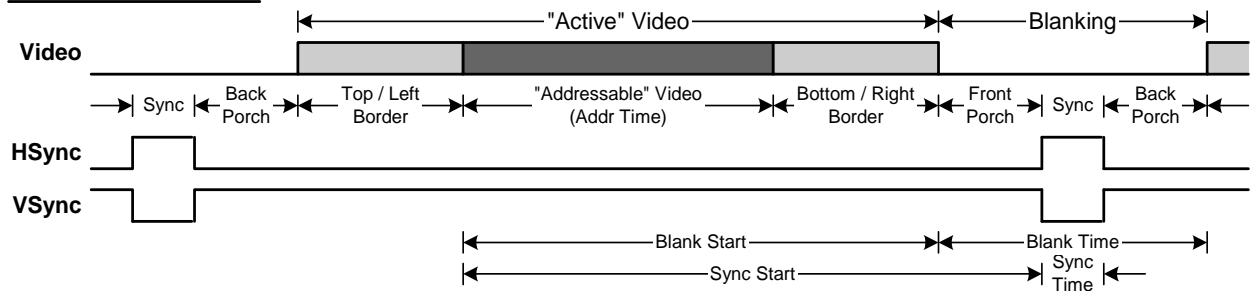 "Active" Video
Blanking
Video
Sync
Back
Porch
Top / Left
Border
"Addressable" Video
(Addr Time)
Bottom / Right
Border
Front
Porch
Sync
Back
Porch
HSync
VSync
Blank Start
Blank Time
Sync Start
Sync
Time